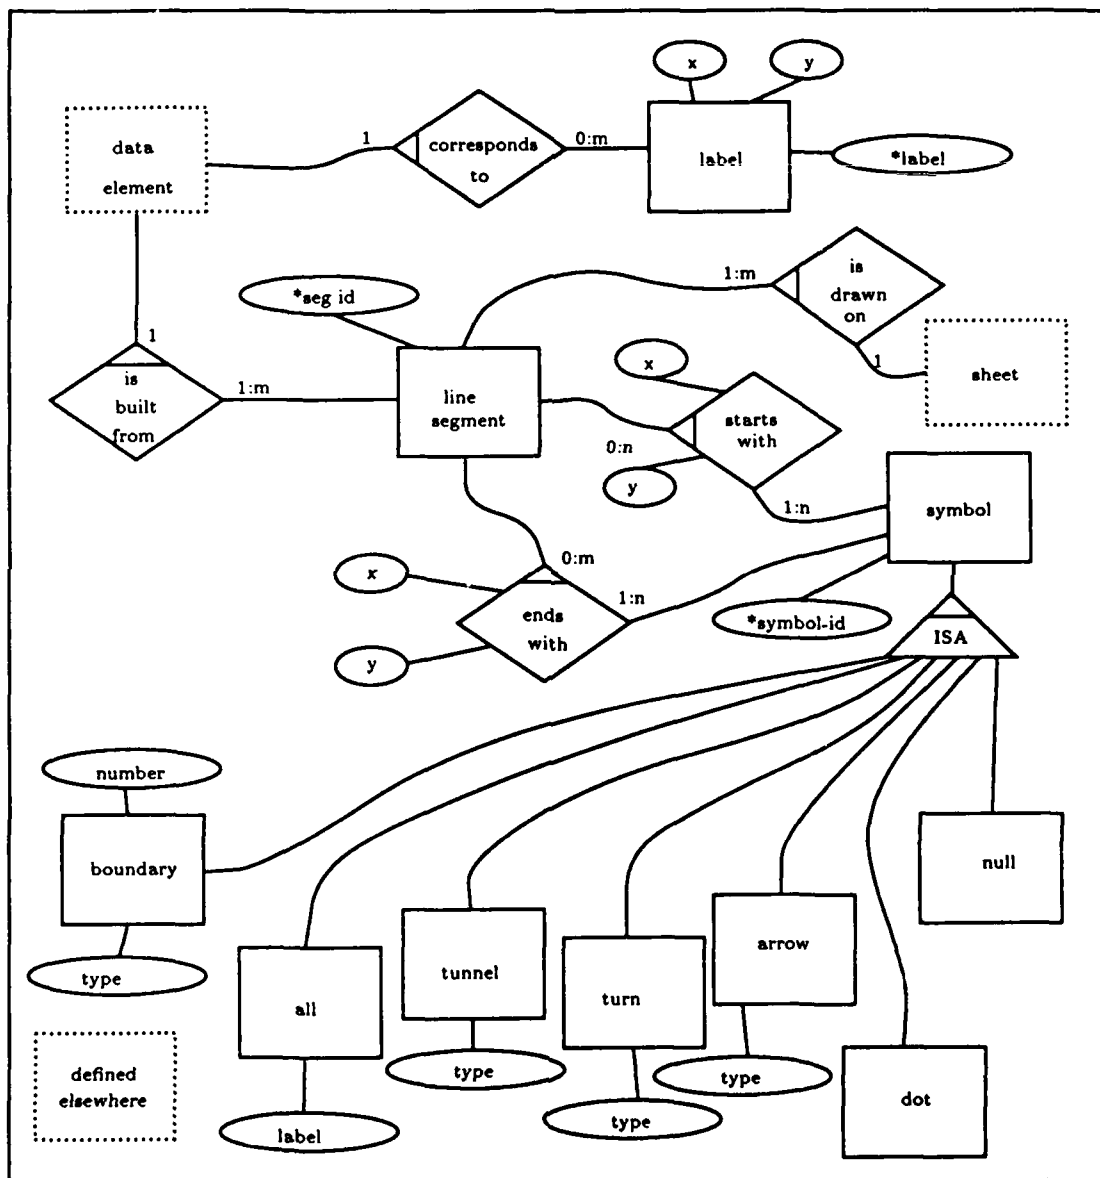 x
y
data
element
1
corresponds
to
0:m
label
*label
*seg id
1:m
is
drawn
on
1
sheet
1
is
built
from
1:m
line
segment
x
starts
with
0:n
y
1:n
symbol
x
0:m
1:n
ends
with
y
*symbol-id
ISA
number
boundary
type
null
arrow
tunnel
turn
all
type
type
type
label
dot
defined
elsewhere